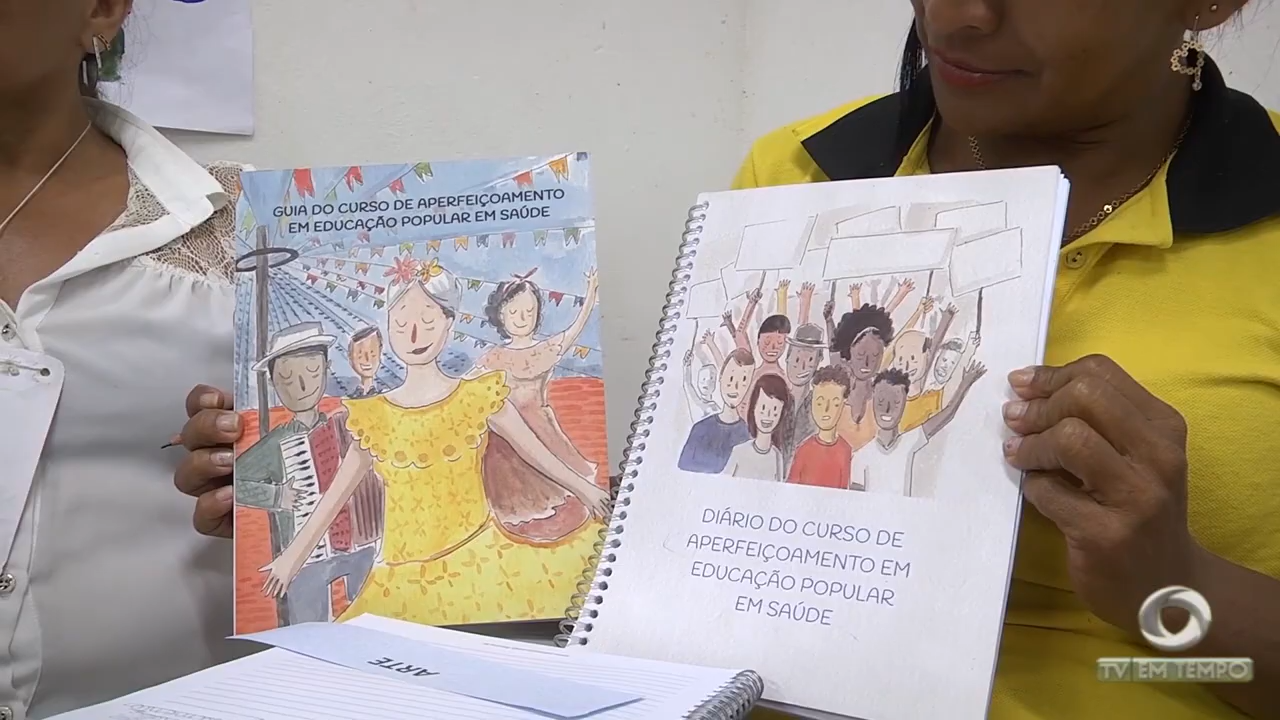 GUIA DO CURSO DE APERFEIÇOAMENTO
EM EDUCAÇÃO POPULAR EM SAÚDE
DIÁRIO DO CURSO DE
APERFEIÇOAMENTO EM
EDUCAÇÃO POPULAR
EM SAÚDE
ARTE
TV EM TEMPO